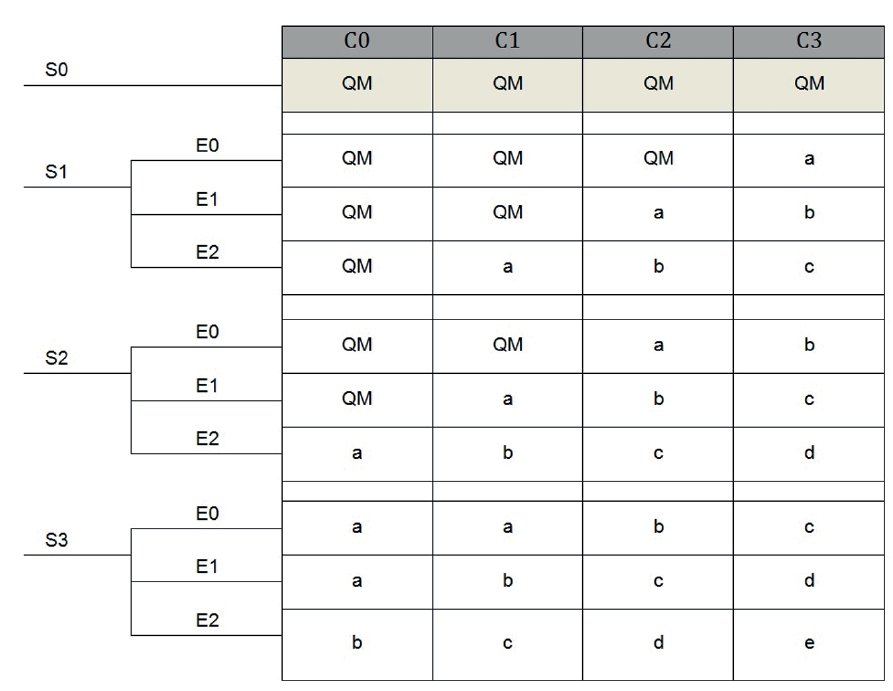 C0 C1 C2 C3
S0 QM QM QM QM
S1 E0 QM QM QM a
E1 QM QM a b
E2 QM a b c
S2 E0 QM QM a b
E1 QM a b c
E2 a b c d
S3 E0 a a b c
E1 a b c d
E2 b c d e